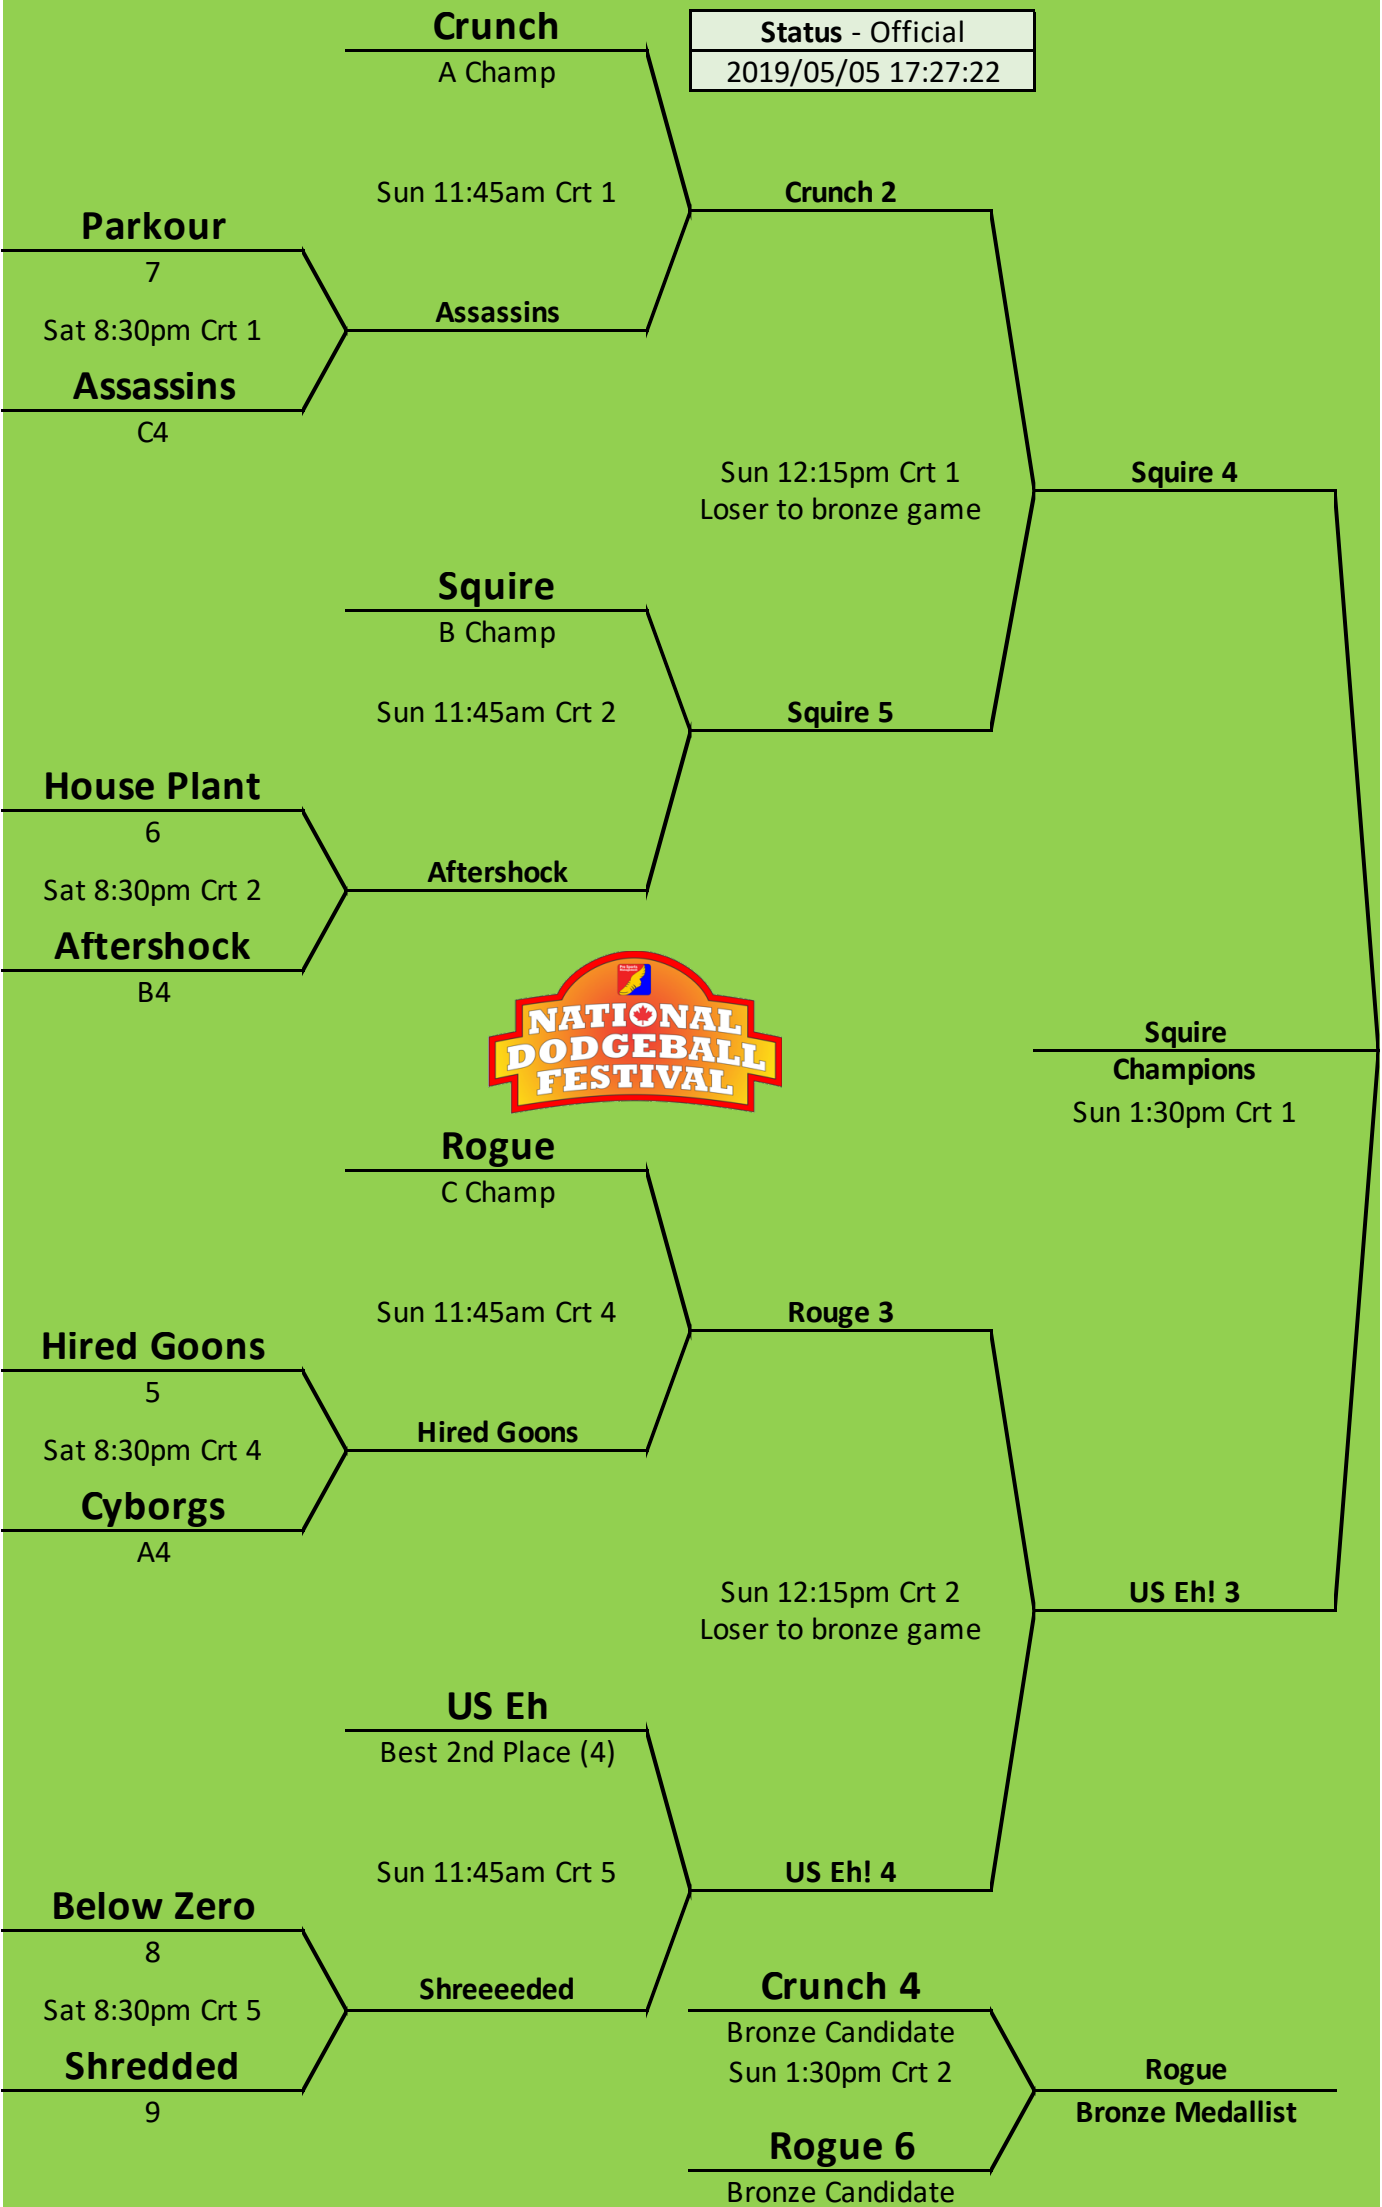 Crunch
A Champ
Status - Official
2019/05/05 17:27:22
Sun 11:45am Crt 1
Crunch 2
Parkour
7
Sat 8:30pm Crt 1
Assassins
Assassins
C4
Sun 12:15pm Crt 1
Loser to bronze game
Squire 4
Squire
B Champ
Sun 11:45am Crt 2
Squire 5
House Plant
6
Sat 8:30pm Crt 2
Aftershock
Aftershock
B4
NATIONAL
DODGEBALL
FESTIVAL
Squire
Champions
Sun 1:30pm Crt 1
Rogue
C Champ
Sun 11:45am Crt 4
Rouge 3
Hired Goons
5
Sat 8:30pm Crt 4
Hired Goons
Cyborgs
A4
Sun 12:15pm Crt 2
Loser to bronze game
US Eh! 3
US Eh
Best 2nd Place (4)
Sun 11:45am Crt 5
US Eh! 4
Below Zero
8
Sat 8:30pm Crt 5
Shreeeeded
Shredded
9
Crunch 4
Bronze Candidate
Sun 1:30pm Crt 2
Rogue
Bronze Medallist
Rogue 6
Bronze Candidate